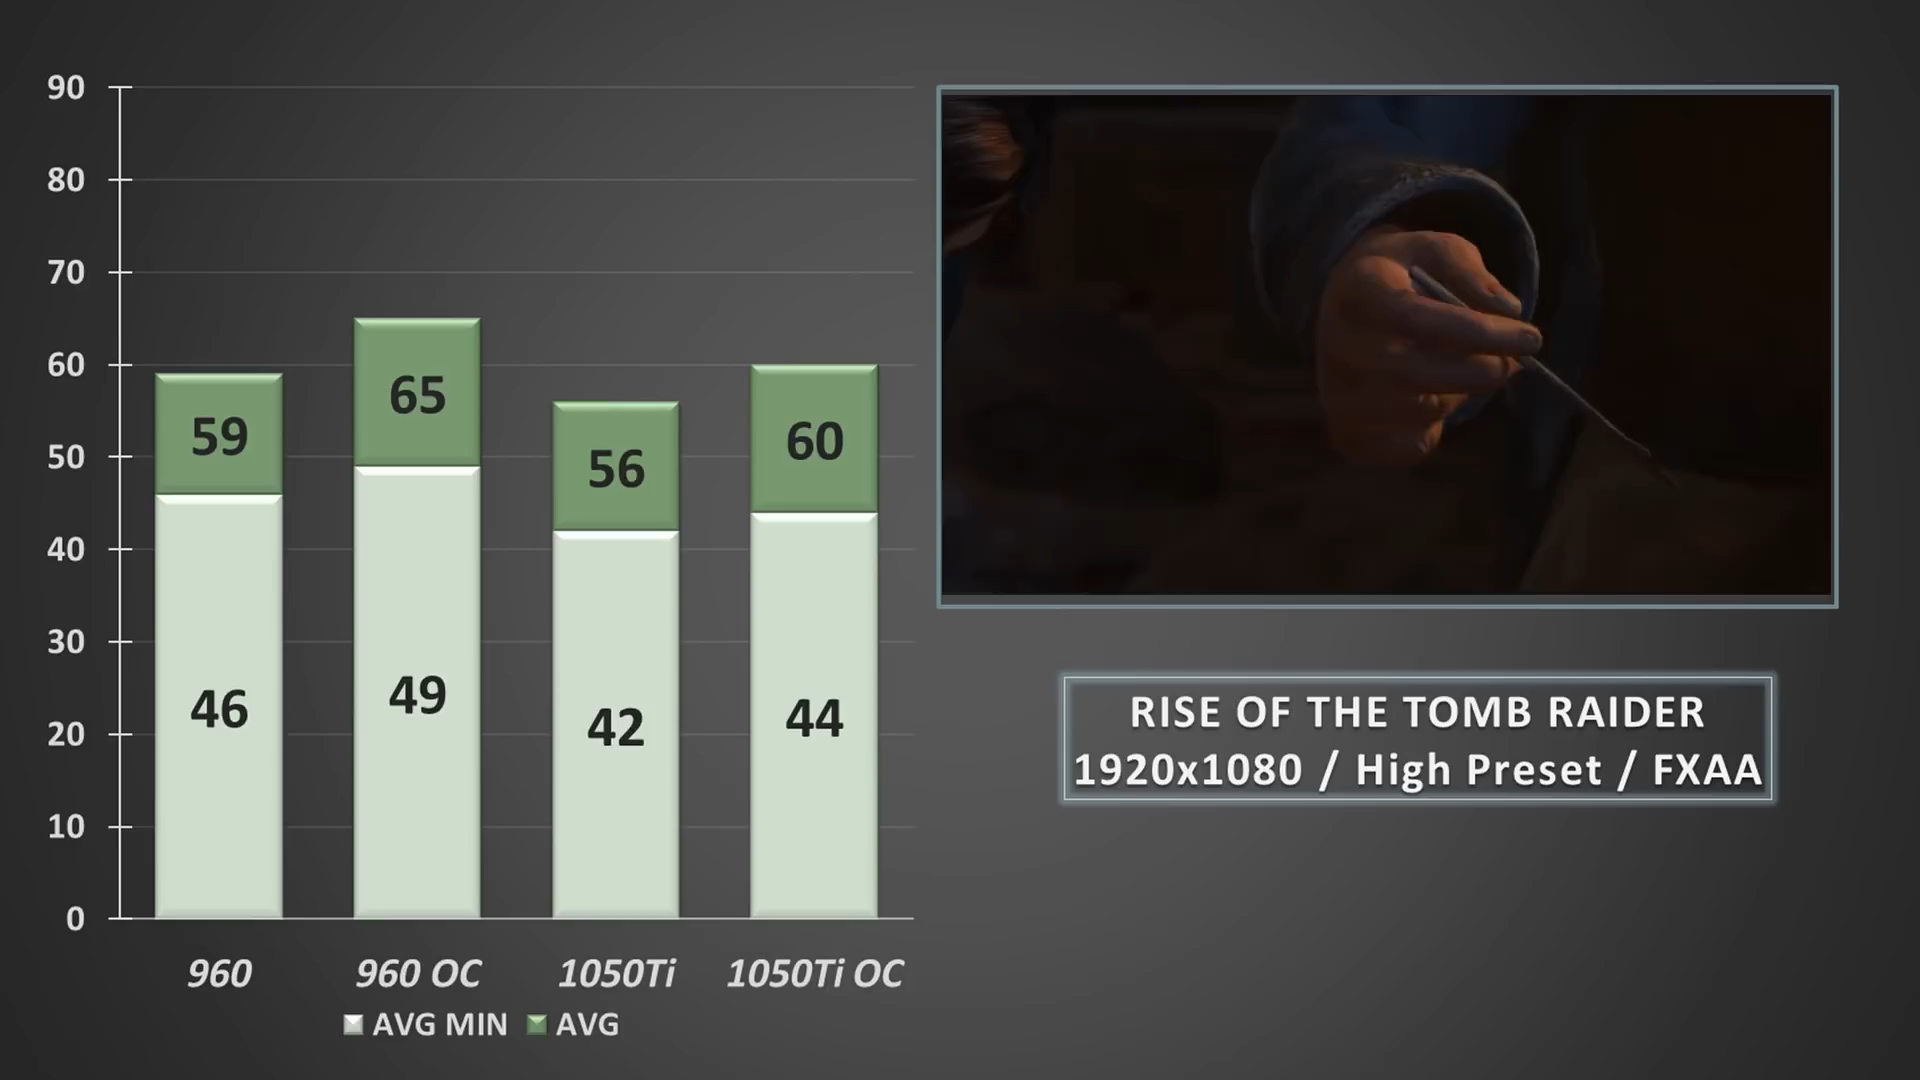 90
80
70
60
50
40
30
20
10
0
59
65
56
60
46
49
42
44
960
960 OC
1050Ti
1050Ti OC
AVG MIN
AVG
RISE OF THE TOMB RAIDER
1920x1080 / High Preset / FXAA